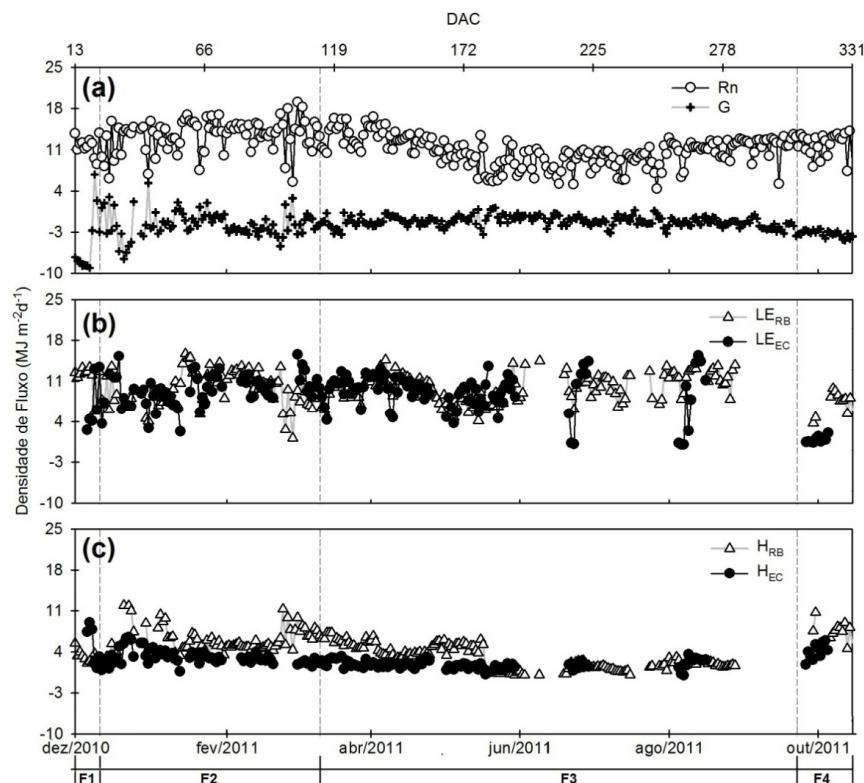 DAC
13 66 119 172 225 278 331
25
(a)
Rn
G
18
11
4
-3
-10
Densidade de Fluxo (MJ m⁻²d⁻¹)
25
(b)
LE_RB
LE_EC
18
11
4
-3
-10
25
(c)
H_RB
H_EC
18
11
4
-3
-10
dez/2010 fev/2011 abr/2011 jun/2011 ago/2011 out/2011
F1 F2 F3 F4